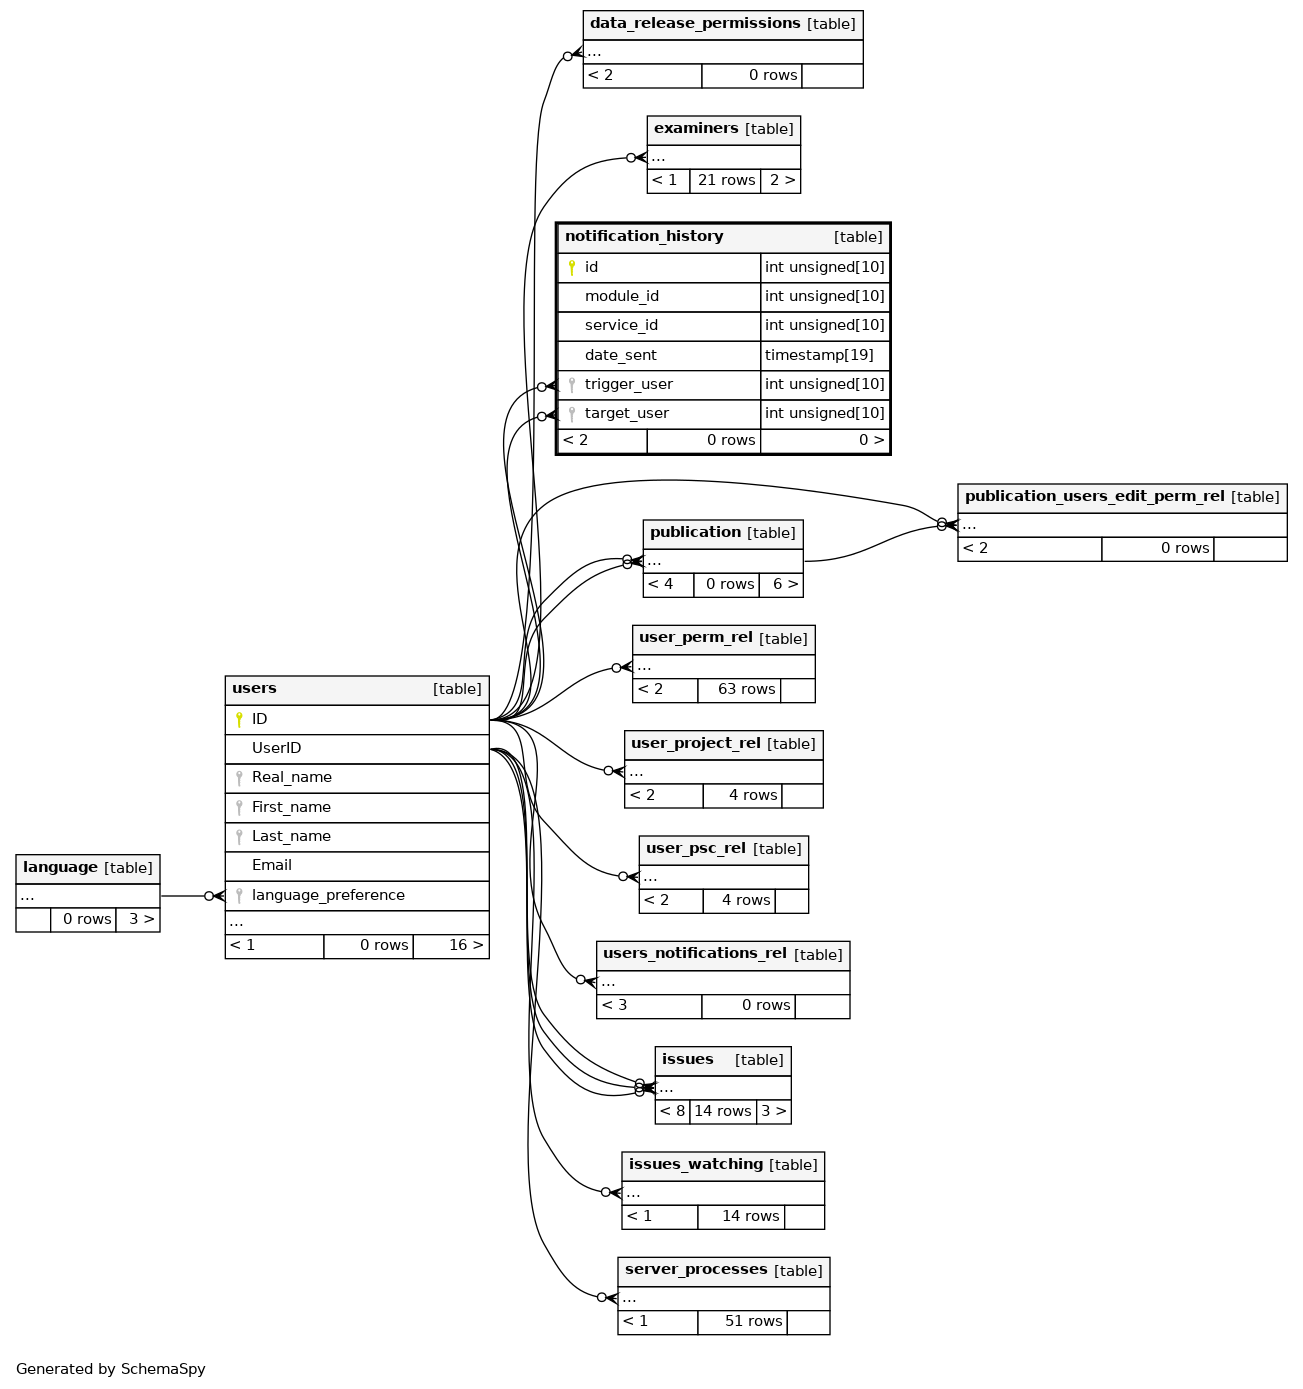 data_release_permissions [table]
...
< 2 0 rows
examiners [table]
...
< 1 21 rows 2 >
notification_history [table]
id int unsigned[10]
module_id int unsigned[10]
service_id int unsigned[10]
date_sent timestamp[19]
trigger_user int unsigned[10]
target_user int unsigned[10]
< 2 0 rows 0 >
publication_users_edit_perm_rel [table]
...
< 2 0 rows
publication [table]
...
< 4 0 rows 6 >
user_perm_rel [table]
...
< 2 63 rows
users [table]
ID
UserID
Real_name
First_name
Last_name
Email
language_preference
...
< 1 0 rows 16 >
user_project_rel [table]
...
< 2 4 rows
user_psc_rel [table]
...
< 2 4 rows
language [table]
...
0 rows 3 >
users_notifications_rel [table]
...
< 3 0 rows
issues [table]
...
< 8 14 rows 3 >
issues_watching [table]
...
< 1 14 rows
server_processes [table]
...
< 1 51 rows
Generated by SchemaSpy